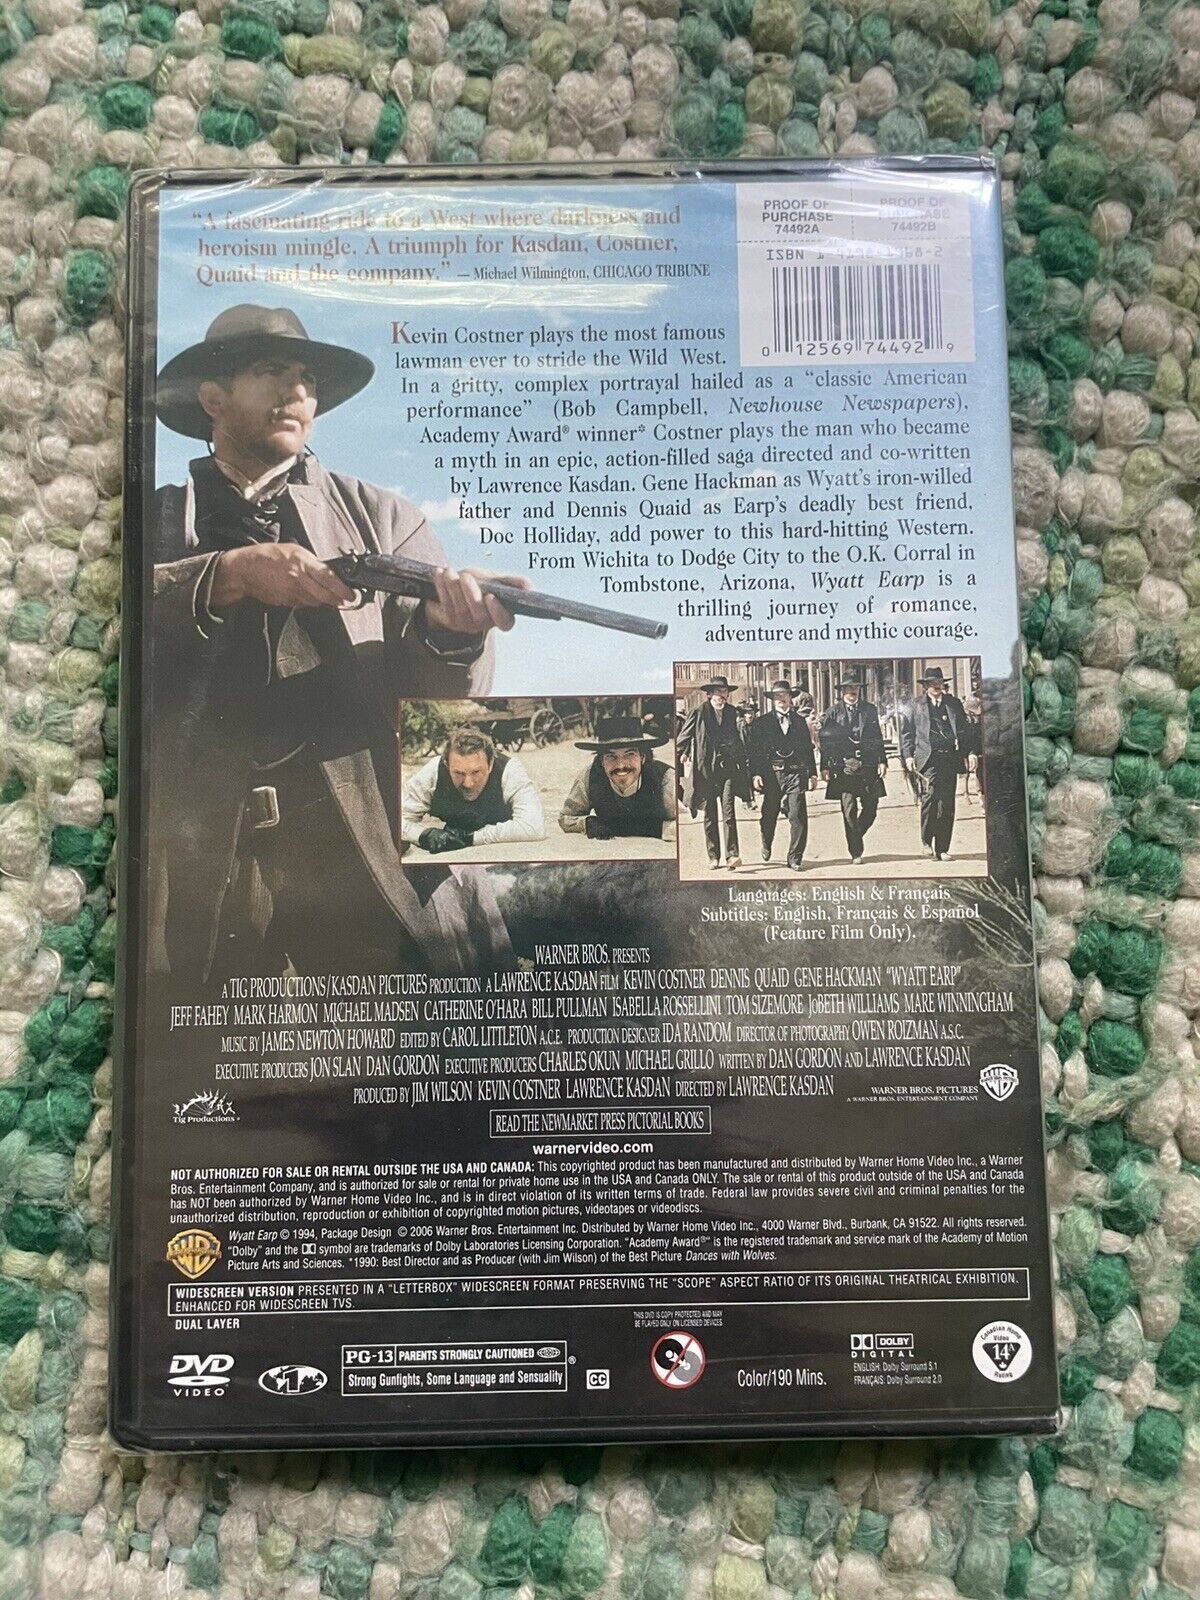 "A fascinating ride to a West where darkness and
heroism mingle. A triumph for Kasdan, Costner,
Quaid and the company." — Michael Wilmington, CHICAGO TRIBUNE
PROOF OF PURCHASE 74492A
PROOF OF PURCHASE 74492B
ISBN
0 12569 74492 9
Kevin Costner plays the most famous
lawman ever to stride the Wild West.
In a gritty, complex portrayal hailed as a "classic American
performance" (Bob Campbell, Newhouse Newspapers),
Academy Award® winner* Costner plays the man who became
a myth in an epic, action-filled saga directed and co-written
by Lawrence Kasdan. Gene Hackman as Wyatt's iron-willed
father and Dennis Quaid as Earp's deadly best friend,
Doc Holliday, add power to this hard-hitting Western.
From Wichita to Dodge City to the O.K. Corral in
Tombstone, Arizona, Wyatt Earp is a
thrilling journey of romance,
adventure and mythic courage.
Languages: English & Français
Subtitles: English, Français & Español
(Feature Film Only).
WARNER BROS. PRESENTS
A TIG PRODUCTIONS/KASDAN PICTURES PRODUCTION A LAWRENCE KASDAN FILM KEVIN COSTNER DENNIS QUAID GENE HACKMAN "WYATT EARP"
JEFF FAHEY MARK HARMON MICHAEL MADSEN CATHERINE O'HARA BILL PULLMAN ISABELLA ROSSELLINI TOM SIZEMORE JoBETH WILLIAMS MARE WINNINGHAM
MUSIC BY JAMES NEWTON HOWARD EDITED BY CAROL LITTLETON A.C.E. PRODUCTION DESIGNER IDA RANDOM DIRECTOR OF PHOTOGRAPHY OWEN ROIZMAN A.S.C.
EXECUTIVE PRODUCERS JON SLAN DAN GORDON EXECUTIVE PRODUCERS CHARLES OKUN MICHAEL GRILLO WRITTEN BY DAN GORDON AND LAWRENCE KASDAN
PRODUCED BY JIM WILSON KEVIN COSTNER LAWRENCE KASDAN DIRECTED BY LAWRENCE KASDAN
Tig Productions
WARNER BROS. PICTURES
A WARNER BROS. ENTERTAINMENT COMPANY
WB
READ THE NEWMARKET PRESS PICTORIAL BOOKS
warnervideo.com
NOT AUTHORIZED FOR SALE OR RENTAL OUTSIDE THE USA AND CANADA: This copyrighted product has been manufactured and distributed by Warner Home Video Inc., a Warner
Bros. Entertainment Company, and is authorized for sale or rental for private home use in the USA and Canada ONLY. The sale or rental of this product outside of the USA and Canada
has NOT been authorized by Warner Home Video Inc., and is in direct violation of its written terms of trade. Federal law provides severe civil and criminal penalties for the
unauthorized distribution, reproduction or exhibition of copyrighted motion pictures, videotapes or videodiscs.
WB
Wyatt Earp © 1994, Package Design © 2006 Warner Bros. Entertainment Inc. Distributed by Warner Home Video Inc., 4000 Warner Blvd., Burbank, CA 91522. All rights reserved.
"Dolby" and the DD symbol are trademarks of Dolby Laboratories Licensing Corporation. "Academy Award®" is the registered trademark and service mark of the Academy of Motion
Picture Arts and Sciences. *1990: Best Director and as Producer (with Jim Wilson) of the Best Picture Dances with Wolves.
WIDESCREEN VERSION PRESENTED IN A "LETTERBOX" WIDESCREEN FORMAT PRESERVING THE "SCOPE" ASPECT RATIO OF ITS ORIGINAL THEATRICAL EXHIBITION.
ENHANCED FOR WIDESCREEN TVS.
DUAL LAYER
THIS DVD IS COPY PROTECTED AND MAY
BE PLAYED ONLY ON LICENSED DEVICES
DVD VIDEO
1
PG-13 PARENTS STRONGLY CAUTIONED ®
Strong Gunfights, Some Language and Sensuality
CC
Color/190 Mins.
DOLBY DIGITAL
ENGLISH: Dolby Surround 5.1
FRANÇAIS: Dolby Surround 2.0
Canadian Home Video 14A Rating